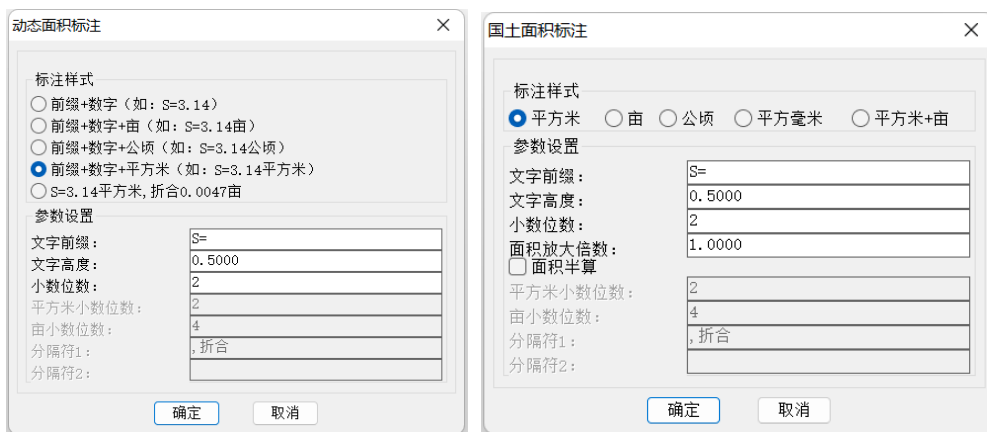 动态面积标注
标注样式
前缀+数字（如: S=3.14）
前缀+数字+亩（如: S=3.14亩）
前缀+数字+公顷（如: S=3.14公顷）
前缀+数字+平方米（如: S=3.14平方米）
S=3.14平方米,折合0.0047亩
参数设置
文字前缀: S=
文字高度: 0.5000
小数位数: 2
平方米小数位数: 2
亩小数位数: 4
分隔符1: ,折合
分隔符2:
确定 取消
国土面积标注
标注样式
平方米 亩 公顷 平方毫米 平方米+亩
参数设置
文字前缀: S=
文字高度: 0.5000
小数位数: 2
面积放大倍数: 1.0000
面积半算
平方米小数位数: 2
亩小数位数: 4
分隔符1: ,折合
分隔符2:
确定 取消